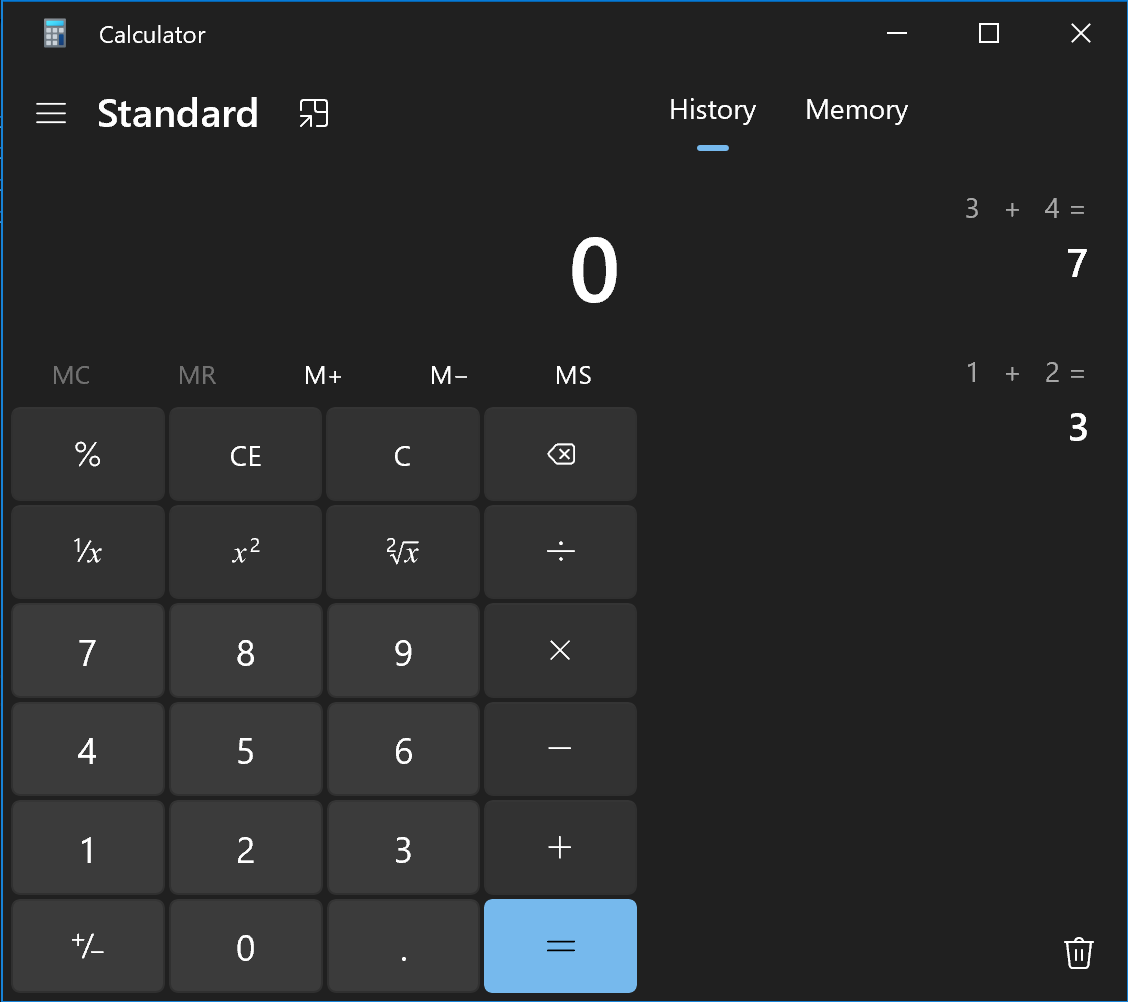 Calculator
Standard
History Memory
0
3 + 4 =
7
1 + 2 =
3
MC MR M+ M− MS
% CE C
¹/x x² ²√x ÷
7 8 9 ×
4 5 6 −
1 2 3 +
+/− 0 . =